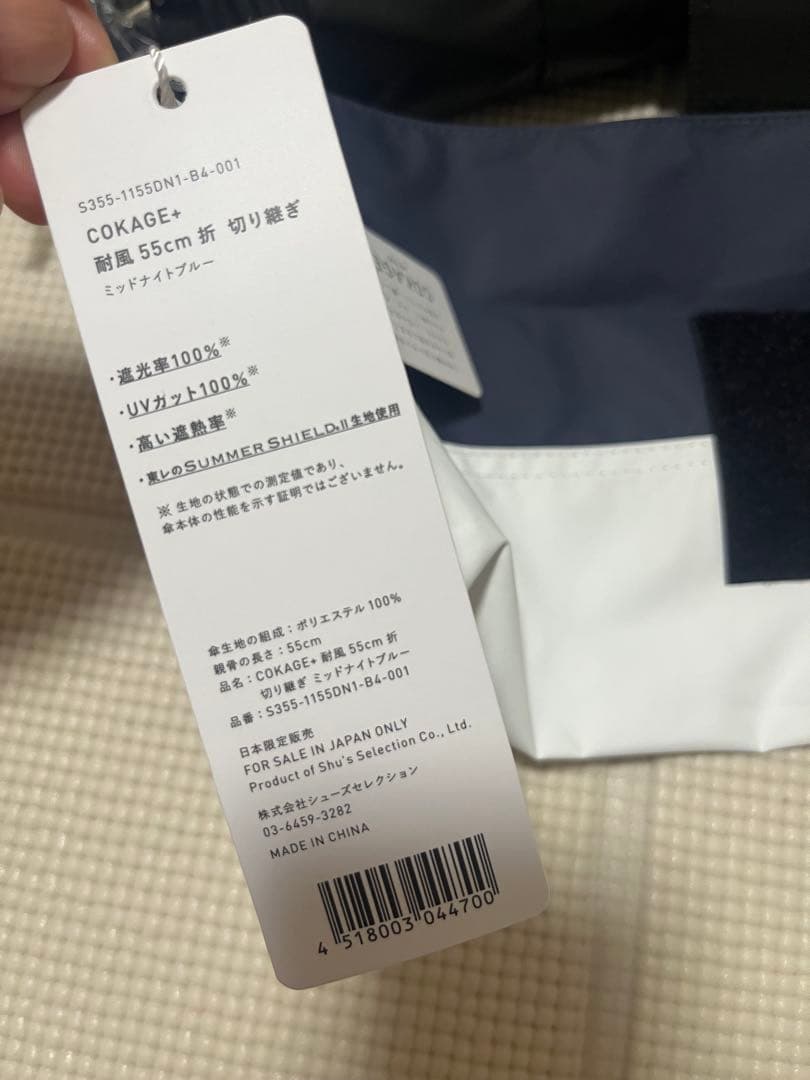 S355-1155DN1-B4-001
COKAGE+
耐風 55cm 折 切り継ぎ
ミッドナイトブルー
・遮光率100%※
・UVカット100%※
・高い遮熱率※
・東レのSUMMER SHIELD®II生地使用
※ 生地の状態での測定値であり、
傘本体の性能を示す証明ではございません。
傘生地の組成：ポリエステル 100%
親骨の長さ：55cm
品名：COKAGE+ 耐風 55cm 折
切り継ぎ ミッドナイトブルー
品番：S355-1155DN1-B4-001
日本限定販売
FOR SALE IN JAPAN ONLY
Product of Shu's Selection Co., Ltd.
株式会社シューズセレクション
03-6459-3282
MADE IN CHINA
4 518003 044700